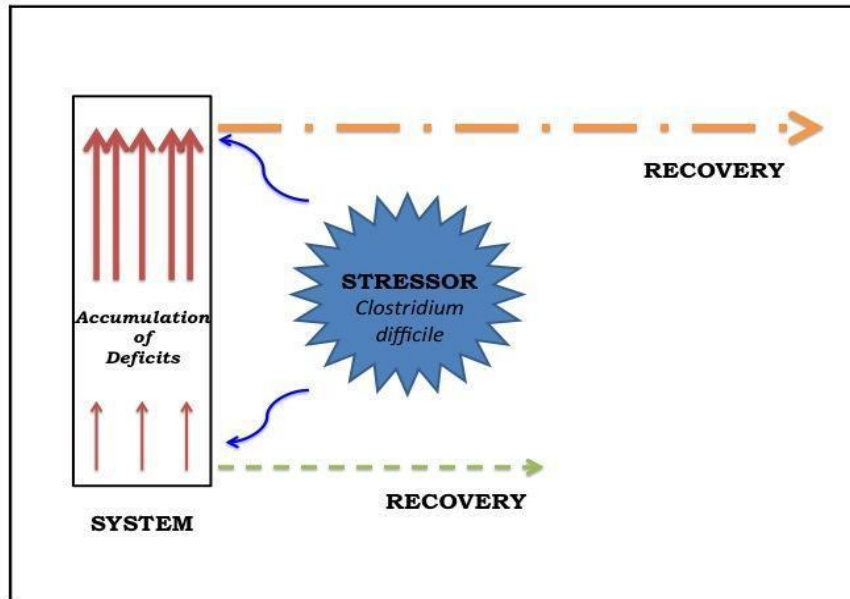 RECOVERY
STRESSOR
Clostridium
difficile
Accumulation
of
Deficits
RECOVERY
SYSTEM